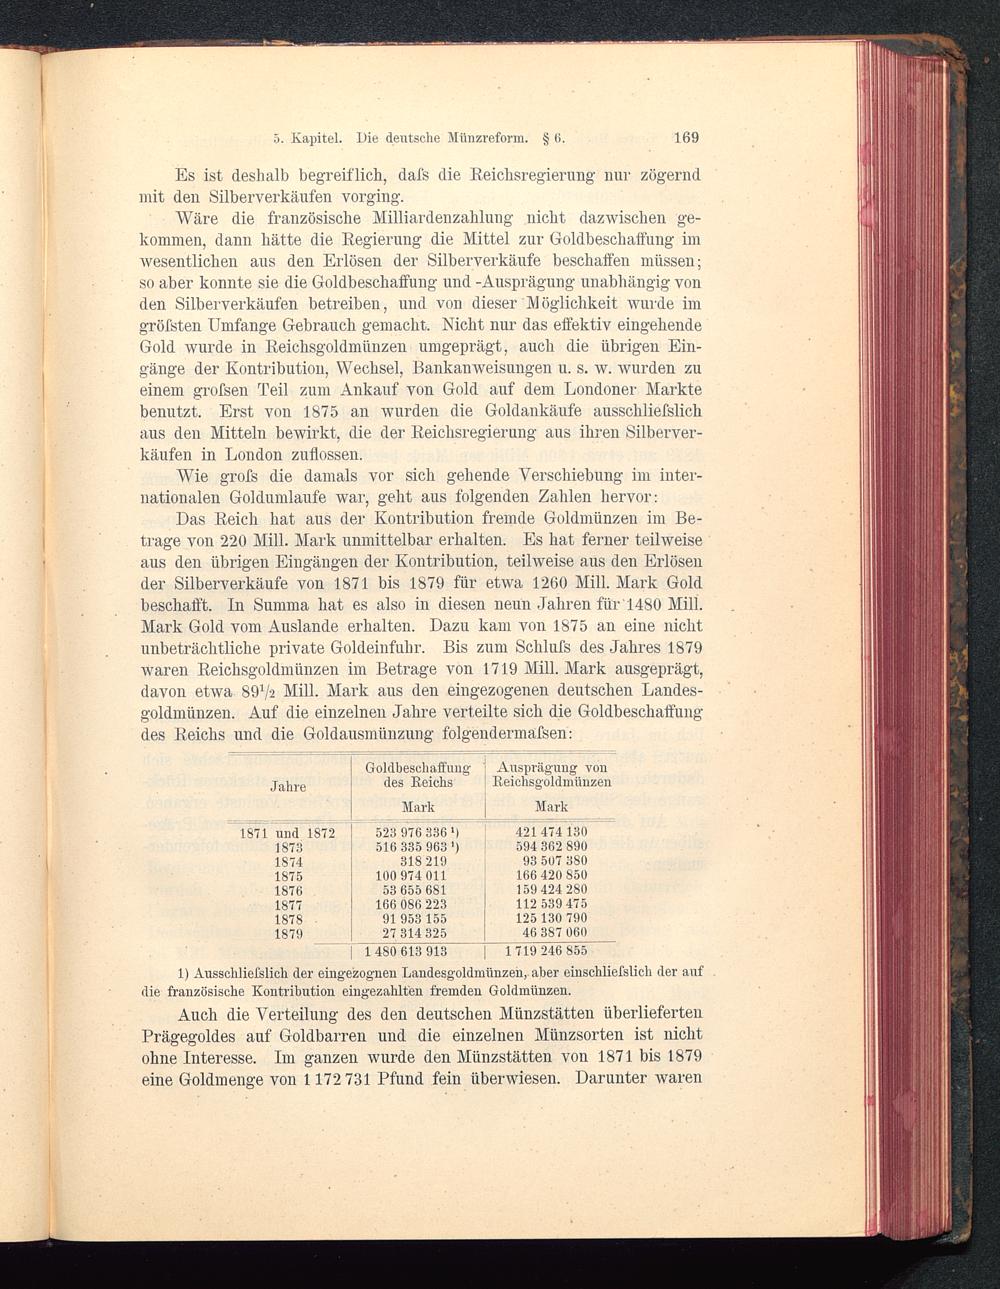 5. Kapitel. Die deutsche Münzreform. § 6. 169
Es ist deshalb begreiflich, daſs die Reichsregierung nur zögernd
mit den Silberverkäufen vorging.
Wäre die französische Milliardenzahlung nicht dazwischen ge-
kommen, dann hätte die Regierung die Mittel zur Goldbeschaffung im
wesentlichen aus den Erlösen der Silberverkäufe beschaffen müssen;
so aber konnte sie die Goldbeschaffung und -Ausprägung unabhängig von
den Silberverkäufen betreiben, und von dieser Möglichkeit wurde im
gröſsten Umfange Gebrauch gemacht. Nicht nur das effektiv eingehende
Gold wurde in Reichsgoldmünzen umgeprägt, auch die übrigen Ein-
gänge der Kontribution, Wechsel, Bankanweisungen u. s. w. wurden zu
einem groſsen Teil zum Ankauf von Gold auf dem Londoner Markte
benutzt. Erst von 1875 an wurden die Goldankäufe ausschlieſslich
aus den Mitteln bewirkt, die der Reichsregierung aus ihren Silberver-
käufen in London zuflossen.
Wie groſs die damals vor sich gehende Verschiebung im inter-
nationalen Goldumlaufe war, geht aus folgenden Zahlen hervor:
Das Reich hat aus der Kontribution fremde Goldmünzen im Be-
trage von 220 Mill. Mark unmittelbar erhalten. Es hat ferner teilweise
aus den übrigen Eingängen der Kontribution, teilweise aus den Erlösen
der Silberverkäufe von 1871 bis 1879 für etwa 1260 Mill. Mark Gold
beschafft. In Summa hat es also in diesen neun Jahren für 1480 Mill.
Mark Gold vom Auslande erhalten. Dazu kam von 1875 an eine nicht
unbeträchtliche private Goldeinfuhr. Bis zum Schluſs des Jahres 1879
waren Reichsgoldmünzen im Betrage von 1719 Mill. Mark ausgeprägt,
davon etwa 89¹/₂ Mill. Mark aus den eingezogenen deutschen Landes-
goldmünzen. Auf die einzelnen Jahre verteilte sich die Goldbeschaffung
des Reichs und die Goldausmünzung folgendermaſsen:
Jahre | Goldbeschaffung des Reichs | Ausprägung von Reichsgoldmünzen
Mark | Mark
1871 und 1872 | 523 976 336 ¹) | 421 474 130
1873 | 516 335 963 ¹) | 594 362 890
1874 | 318 219 | 93 507 380
1875 | 100 974 011 | 166 420 850
1876 | 53 655 681 | 159 424 280
1877 | 166 086 223 | 112 539 475
1878 | 91 953 155 | 125 130 790
1879 | 27 314 325 | 46 387 060
| 1 480 613 913 | 1 719 246 855
1) Ausschlieſslich der eingezognen Landesgoldmünzen, aber einschlieſslich der auf
die französische Kontribution eingezahlten fremden Goldmünzen.
Auch die Verteilung des den deutschen Münzstätten überlieferten
Prägegoldes auf Goldbarren und die einzelnen Münzsorten ist nicht
ohne Interesse. Im ganzen wurde den Münzstätten von 1871 bis 1879
eine Goldmenge von 1 172 731 Pfund fein überwiesen. Darunter waren